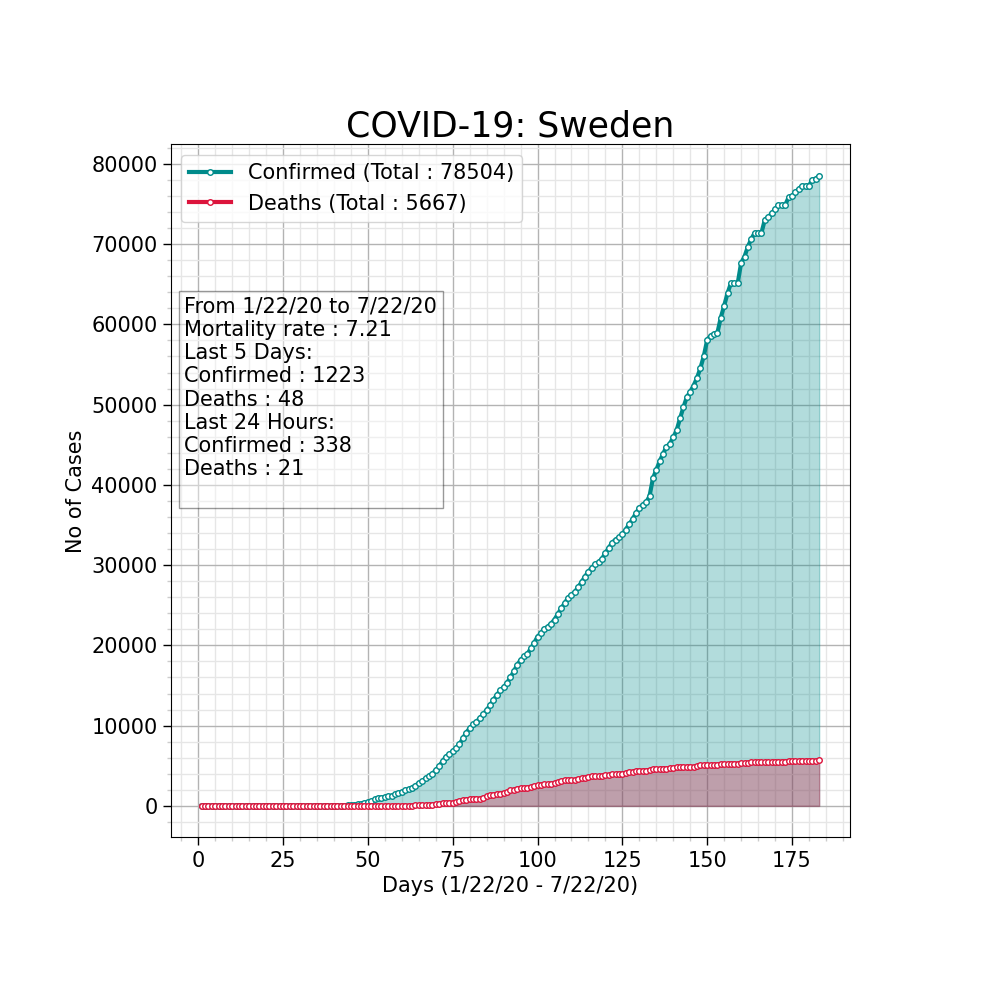 COVID-19: Sweden
80000
70000
60000
50000
40000
30000
20000
10000
0
No of Cases
Confirmed (Total : 78504)
Deaths (Total : 5667)
From 1/22/20 to 7/22/20
Mortality rate : 7.21
Last 5 Days:
Confirmed : 1223
Deaths : 48
Last 24 Hours:
Confirmed : 338
Deaths : 21
0 25 50 75 100 125 150 175
Days (1/22/20 - 7/22/20)